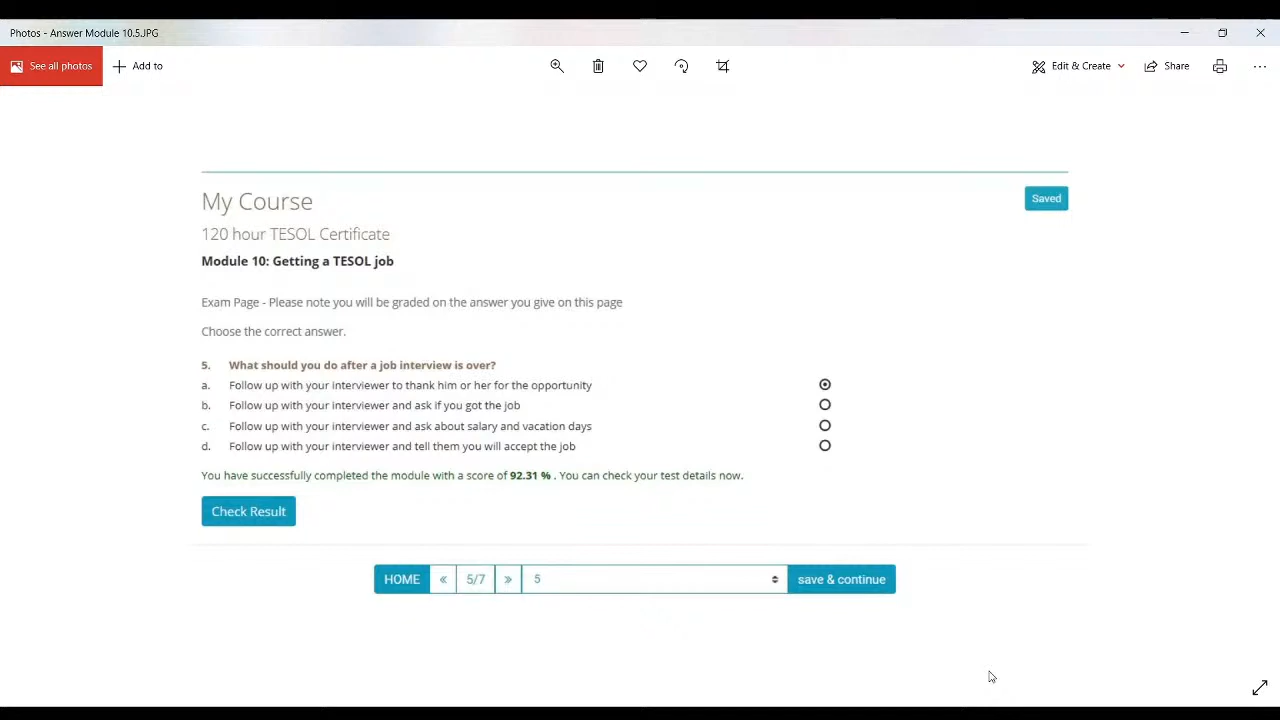 Photos - Answer Module 10.5.JPG
See all photos
Add to
Edit & Create
Share
My Course
Saved
120 hour TESOL Certificate
Module 10: Getting a TESOL job
Exam Page - Please note you will be graded on the answer you give on this page
Choose the correct answer.
5. What should you do after a job interview is over?
a. Follow up with your interviewer to thank him or her for the opportunity
b. Follow up with your interviewer and ask if you got the job
c. Follow up with your interviewer and ask about salary and vacation days
d. Follow up with your interviewer and tell them you will accept the job
You have successfully completed the module with a score of 92.31 % . You can check your test details now.
Check Result
HOME « 5/7 » 5 save & continue